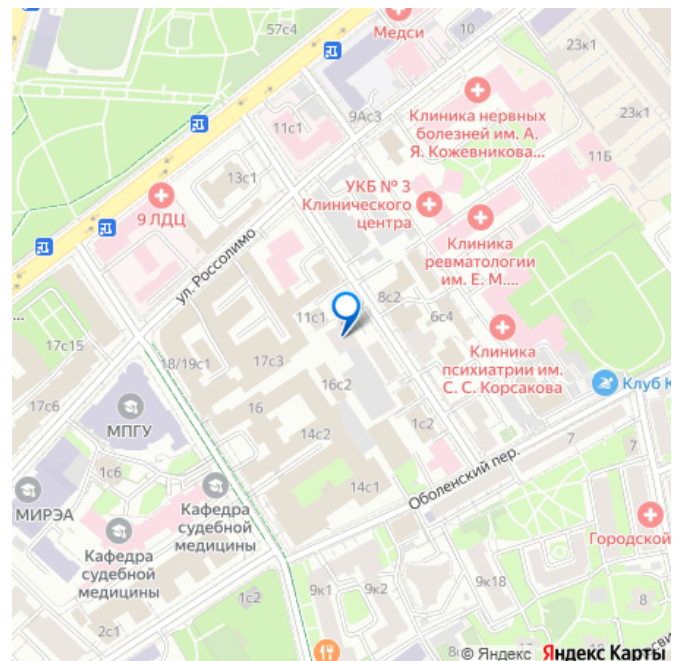 57с4
Медси
23к1
9Ас3
Клиника нервных
болезней им. А.
Я. Кожевникова...
23к1
11с1
11Б
13с1
УКБ № 3
Клинического
центра
9 ЛДЦ
Клиника
ревматологии
им. Е. М....
ул. Россолимо
8с2
11с1
6с4
...
17с15
Клиника
психиатрии им.
С. С. Корсакова
18/19с1
17с3
Клуб К
16с2
17с6
16
МПГУ
1с2
14с2
7
7
Оболенский пер.
1с6
14с1
МИРЭА
Кафедра
судебной
медицины
Городской
Кафедра
судебной
медицины
9к1
9к2
9к18
1с2
8
2с1
© Яндекс Яндекс Карты